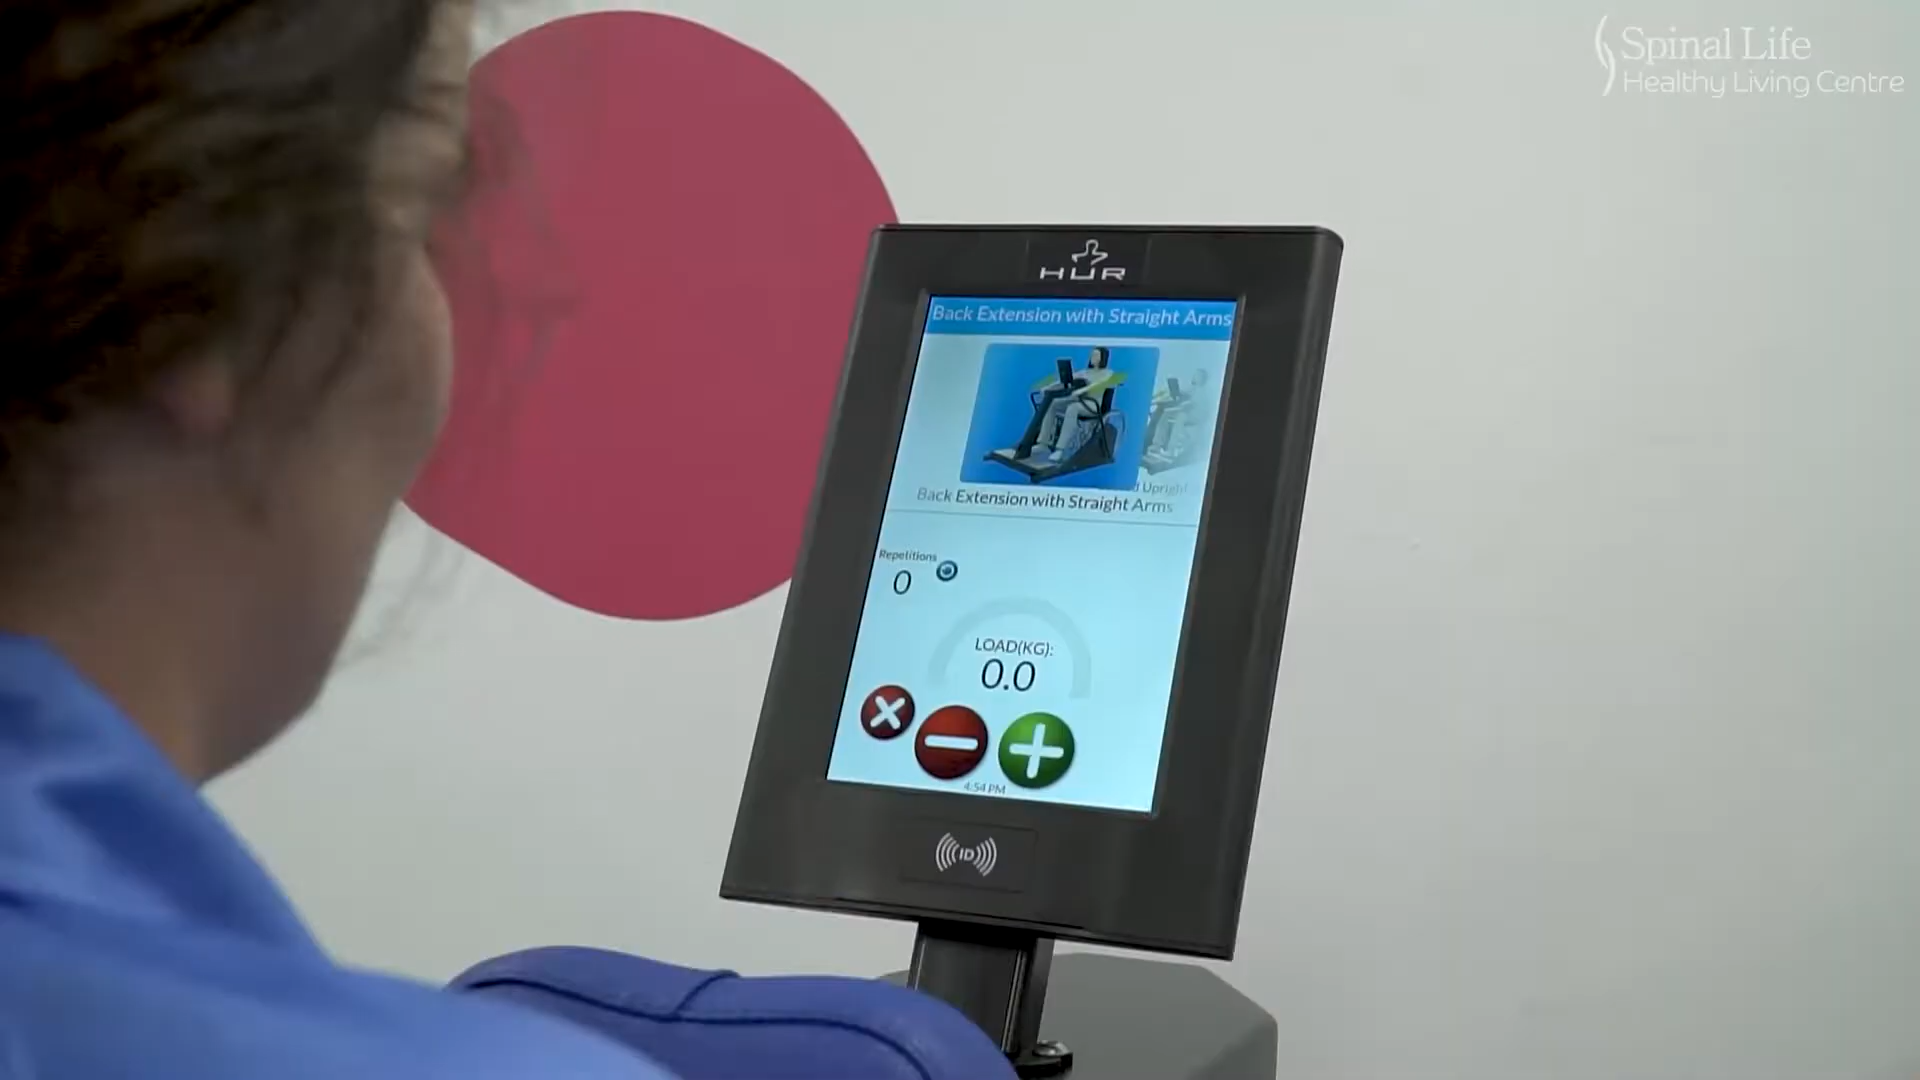 Spinal Life
Healthy Living Centre
HUR
Back Extension with Straight Arms
Upright
Back Extension with Straight Arms
Repetitions
0
LOAD(KG):
0.0
4:54 PM
ID